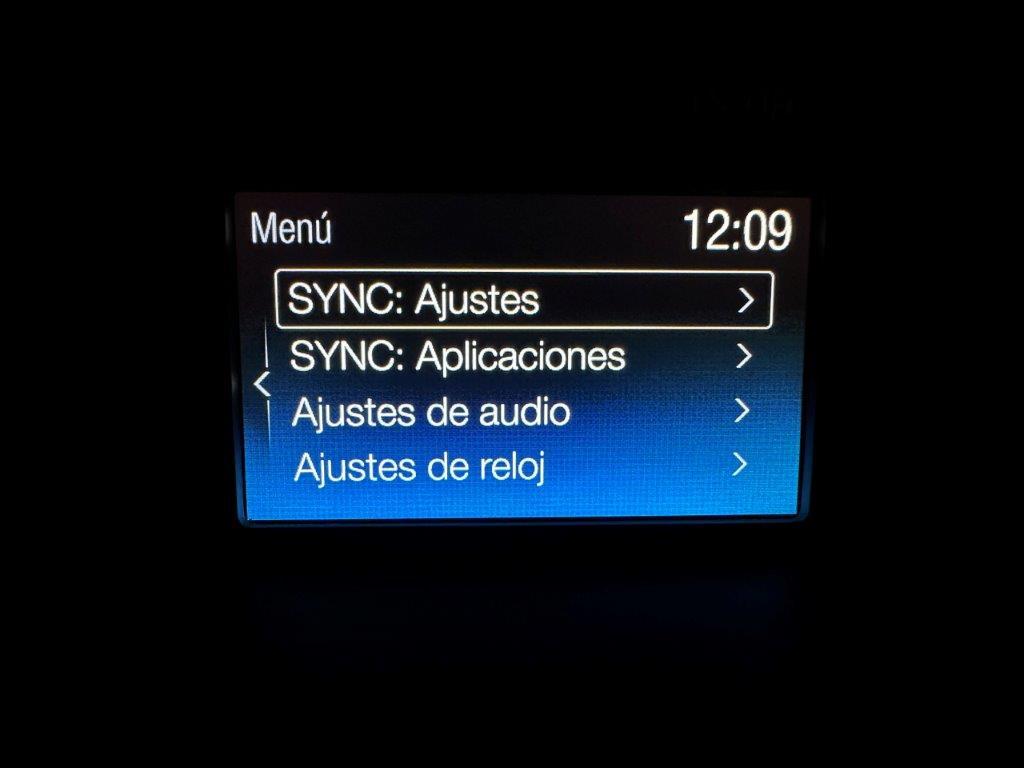 Menú 12:09
SYNC: Ajustes
SYNC: Aplicaciones
Ajustes de audio
Ajustes de reloj